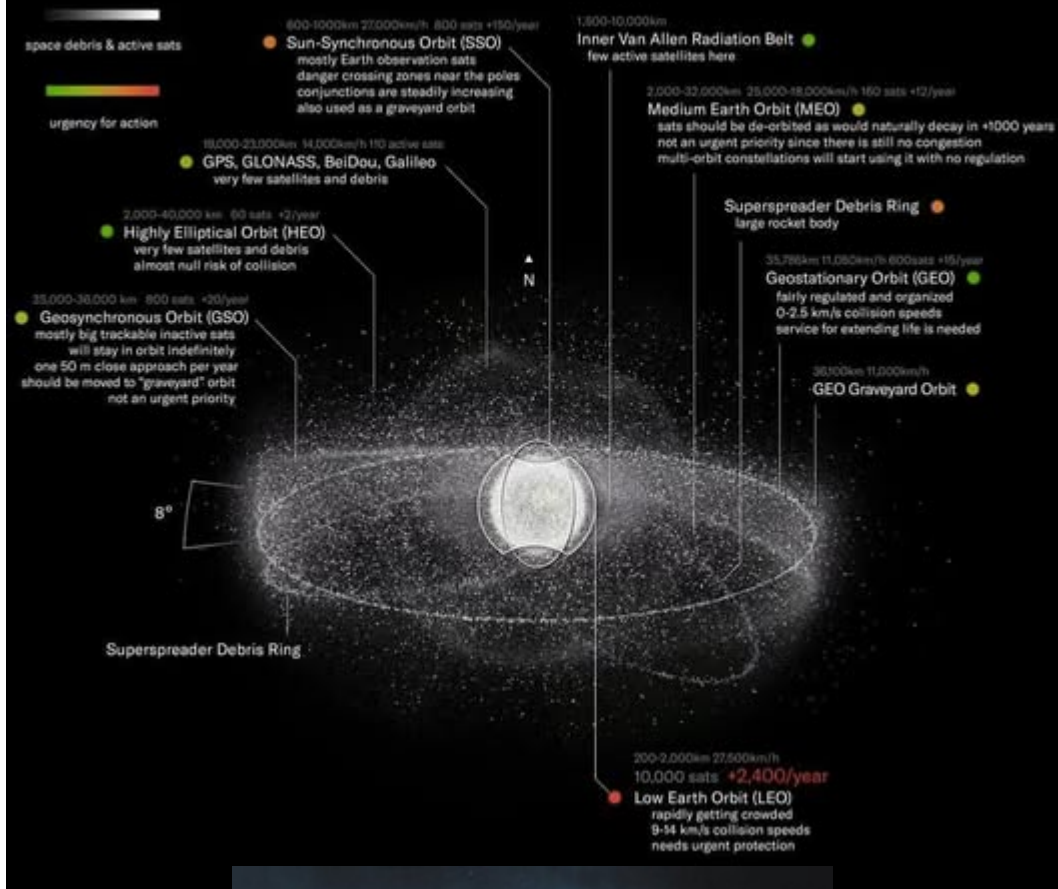 space debris & active sats
urgency for action
600-1000km 27,000km/h 800 sats +150/year
Sun-Synchronous Orbit (SSO)
mostly Earth observation sats
danger crossing zones near the poles
conjunctions are steadily increasing
also used as a graveyard orbit
1,600-10,000km
Inner Van Allen Radiation Belt
few active satellites here
2,000-32,000km 25,000-18,000km/h 160 sats +12/year
Medium Earth Orbit (MEO)
sats should be de-orbited as would naturally decay in +1000 years
not an urgent priority since there is still no congestion
multi-orbit constellations will start using it with no regulation
19,000-23,000km 14,000km/h 110 active sats
GPS, GLONASS, BeiDou, Galileo
very few satellites and debris
Superspreader Debris Ring
large rocket body
2,000-40,000 km 60 sats +2/year
Highly Elliptical Orbit (HEO)
very few satellites and debris
almost null risk of collision
N
35,786km 11,050km/h 600sats +15/year
Geostationary Orbit (GEO)
fairly regulated and organized
0-2.5 km/s collision speeds
service for extending life is needed
35,000-36,000 km 800 sats +20/year
Geosynchronous Orbit (GSO)
mostly big trackable inactive sats
will stay in orbit indefinitely
one 50 m close approach per year
should be moved to "graveyard" orbit
not an urgent priority
36,100km 11,000km/h
GEO Graveyard Orbit
8°
Superspreader Debris Ring
200-2,000km 27,500km/h
10,000 sats +2,400/year
Low Earth Orbit (LEO)
rapidly getting crowded
9-14 km/s collision speeds
needs urgent protection